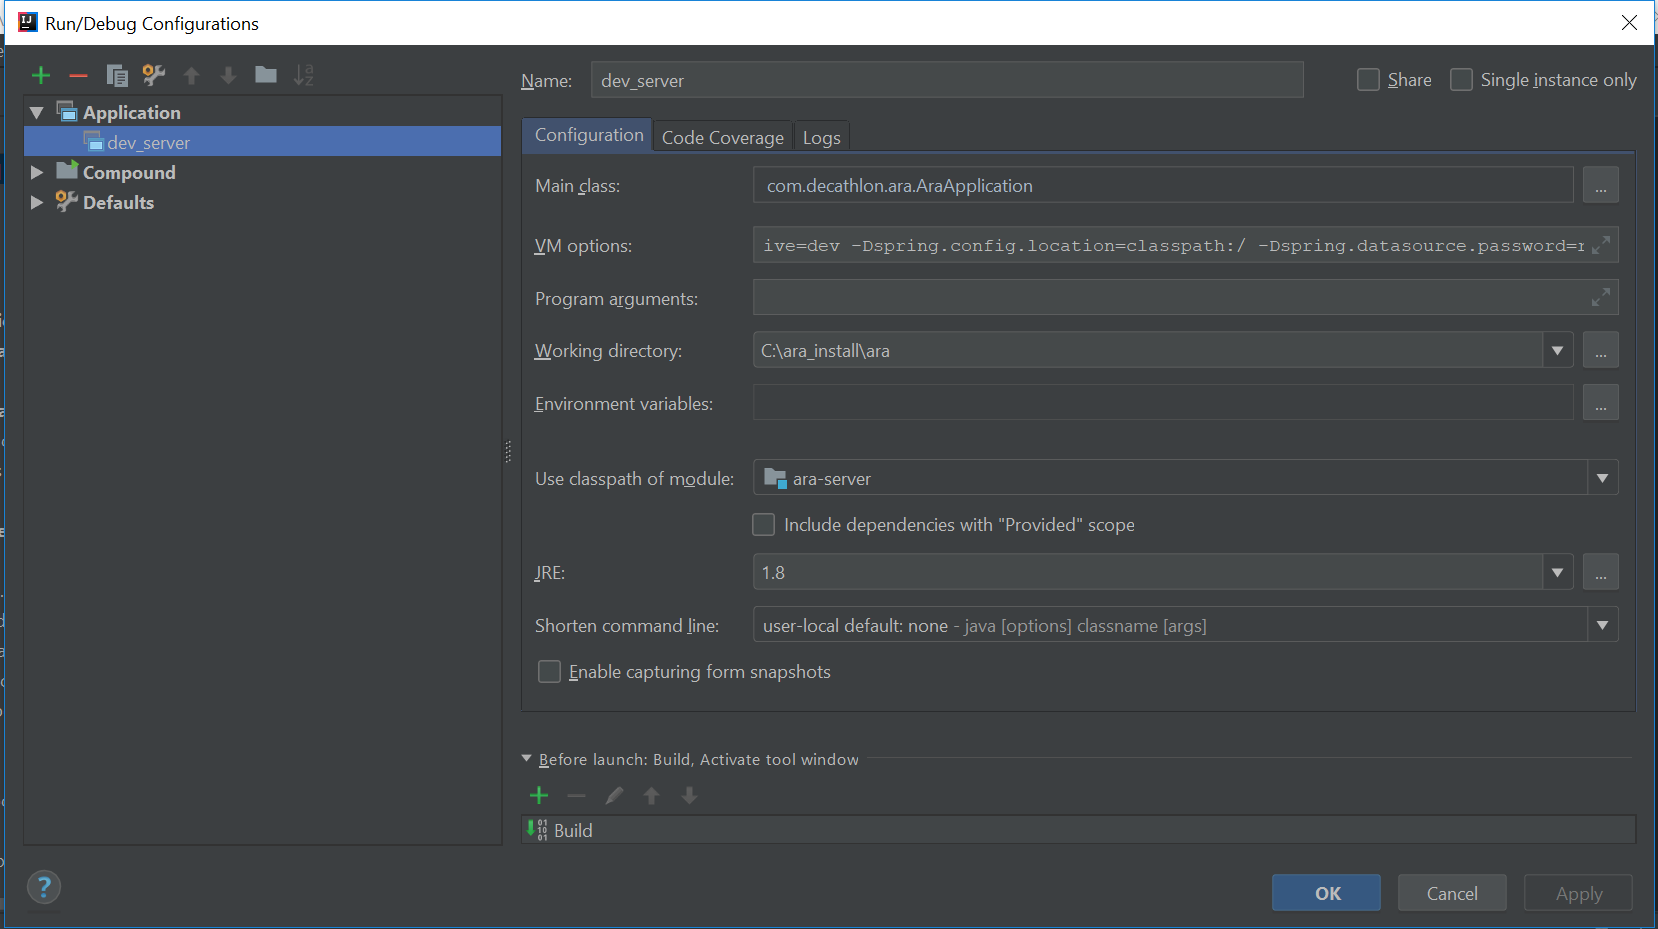 Run/Debug Configurations
Name: dev_server Share Single instance only
Application
dev_server
Compound
Defaults
Configuration Code Coverage Logs
Main class: com.decathlon.ara.AraApplication ...
VM options: ive=dev -Dspring.config.location=classpath:/ -Dspring.datasource.password=r
Program arguments:
Working directory: C:\ara_install\ara ...
Environment variables: ...
Use classpath of module: ara-server
Include dependencies with "Provided" scope
JRE: 1.8 ...
Shorten command line: user-local default: none - java [options] classname [args]
Enable capturing form snapshots
Before launch: Build, Activate tool window
Build
? OK Cancel Apply